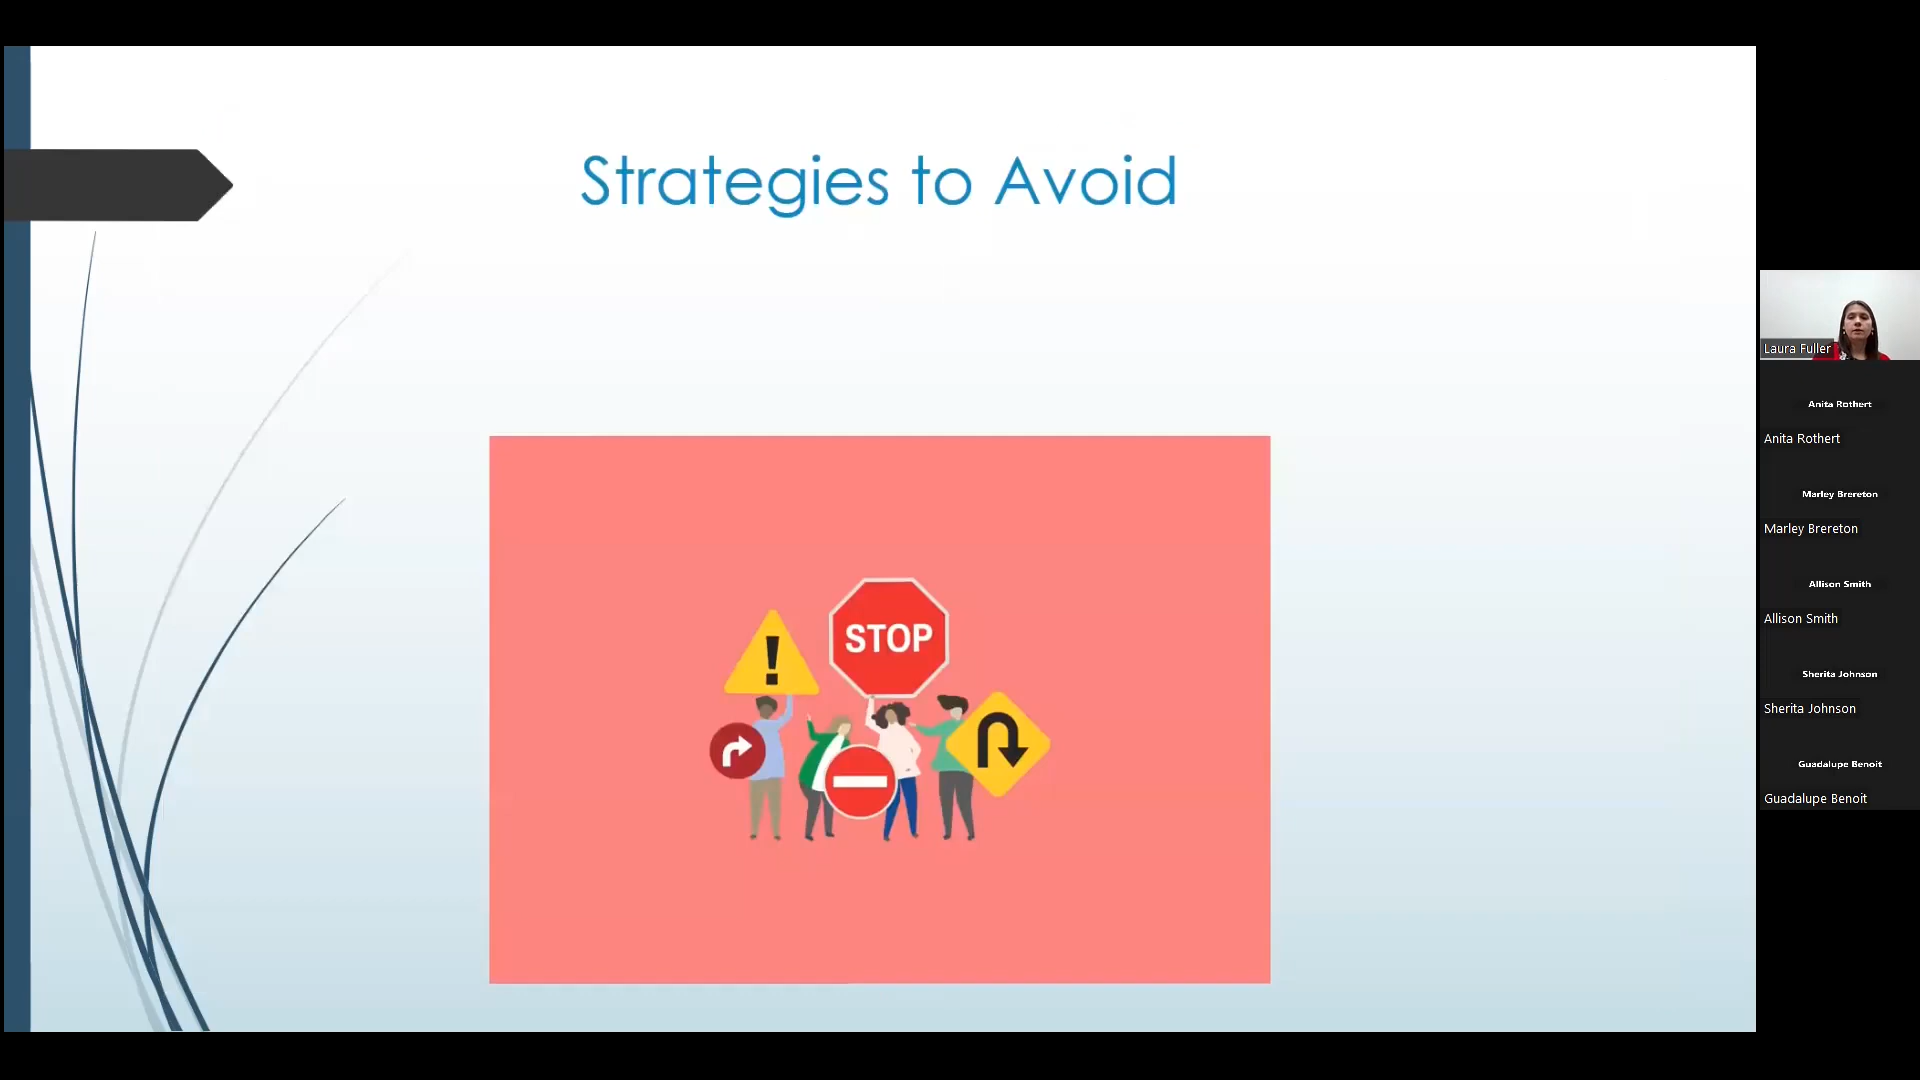 Strategies to Avoid
!
STOP
Laura Fuller
Anita Rothert
Anita Rothert
Marley Brereton
Marley Brereton
Allison Smith
Allison Smith
Sherita Johnson
Sherita Johnson
Guadalupe Benoit
Guadalupe Benoit